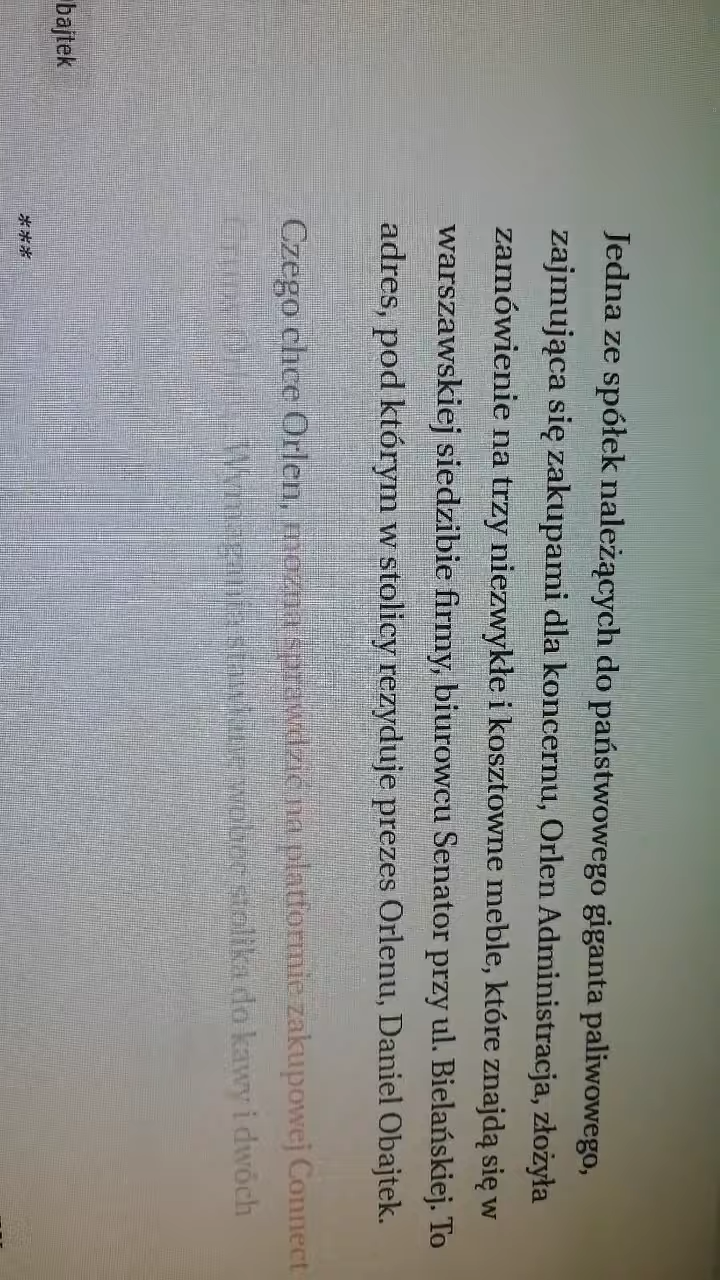 Jedna ze spółek należących do państwowego giganta paliwowego,
zajmująca się zakupami dla koncernu, Orlen Administracja, złożyła
zamówienie na trzy niezwykłe i kosztowne meble, które znajdą się w
warszawskiej siedzibie firmy, biurowcu Senator przy ul. Bielańskiej. To
adres, pod którym w stolicy rezyduje prezes Orlenu, Daniel Obajtek.
Czego chce Orlen, można sprawdzić na platformie zakupowej Connect
Wymagania stawiane wobec stolika do kawy i dwóch
bajtek
***